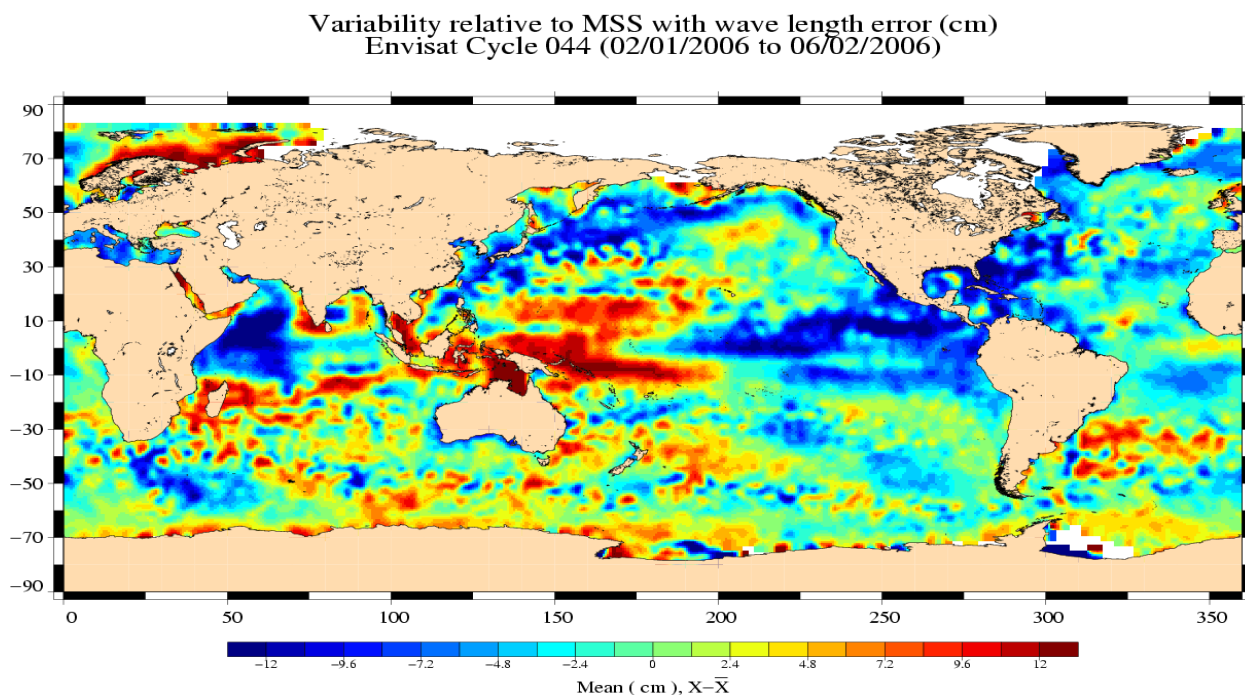 Variability relative to MSS with wave length error (cm)
Envisat Cycle 044 (02/01/2006 to 06/02/2006)
90
70
50
30
10
−10
−30
−50
−70
−90
0 50 100 150 200 250 300 350
−12 −9.6 −7.2 −4.8 −2.4 0 2.4 4.8 7.2 9.6 12
Mean ( cm ), X−X̅